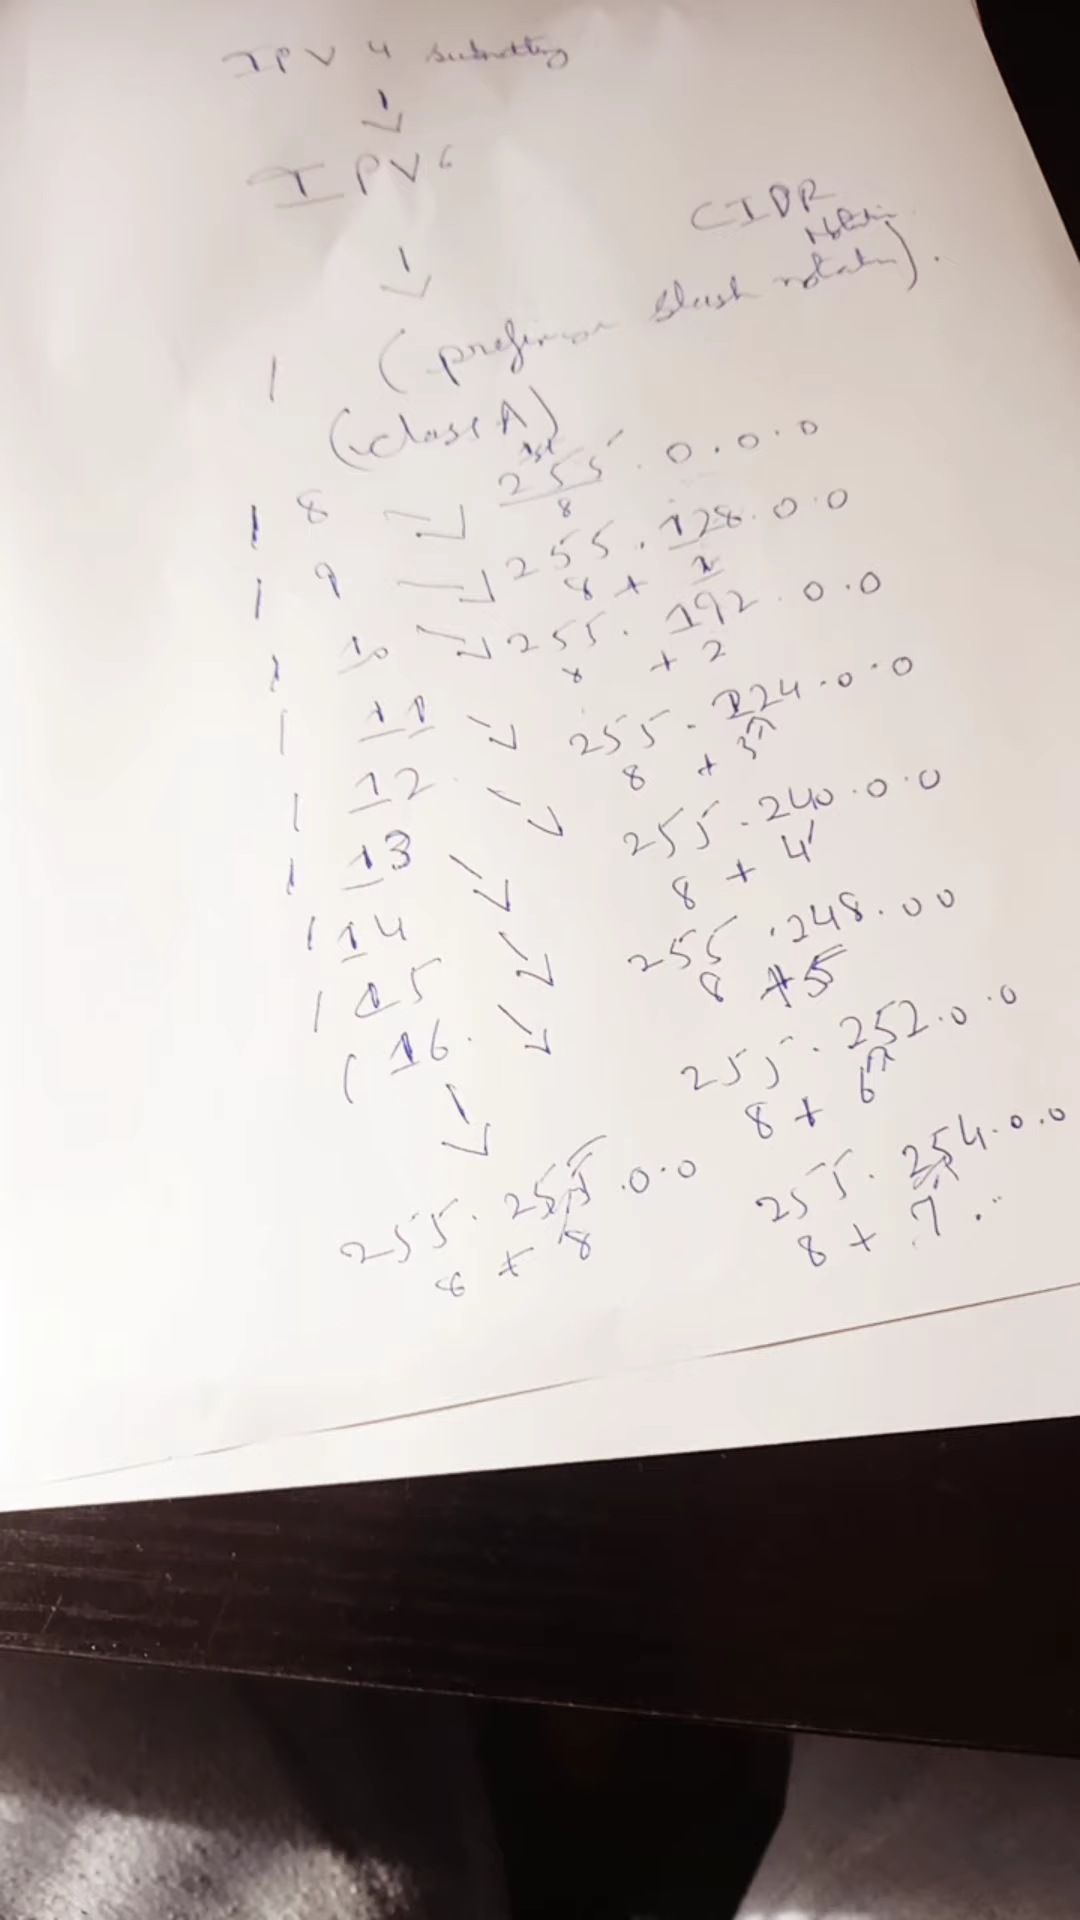 IPV 4 subnetting
IPV6
CIDR
Notation
( slash notation).
/ (class A)
1st
/ 8 → 255.0.0.0
8
/ 9 → 255.128.0.0
8 + 1
/ 10 → 255.192.0.0
8 + 2
/ 11 → 255.224.0.0
8 + 3
/ 12 → 255.240.0.0
8 + 4
/ 13 → 255.248.00
8 + 5
/ 14 → 255.252.0.0
8 + 6
/ 15 → 255.254.0.0
8 + 7
/ 16.
255.255.0.0
8 + 8